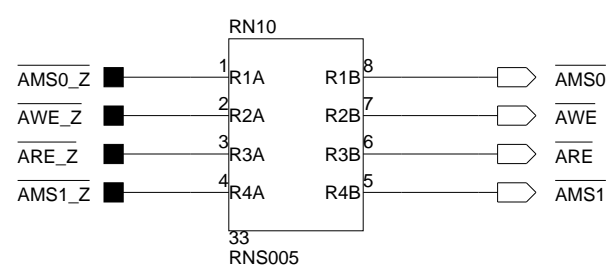 RN10
AMS0_Z 1 R1A R1B 8 AMS0
AWE_Z 2 R2A R2B 7 AWE
ARE_Z 3 R3A R3B 6 ARE
AMS1_Z 4 R4A R4B 5 AMS1
33
RNS005